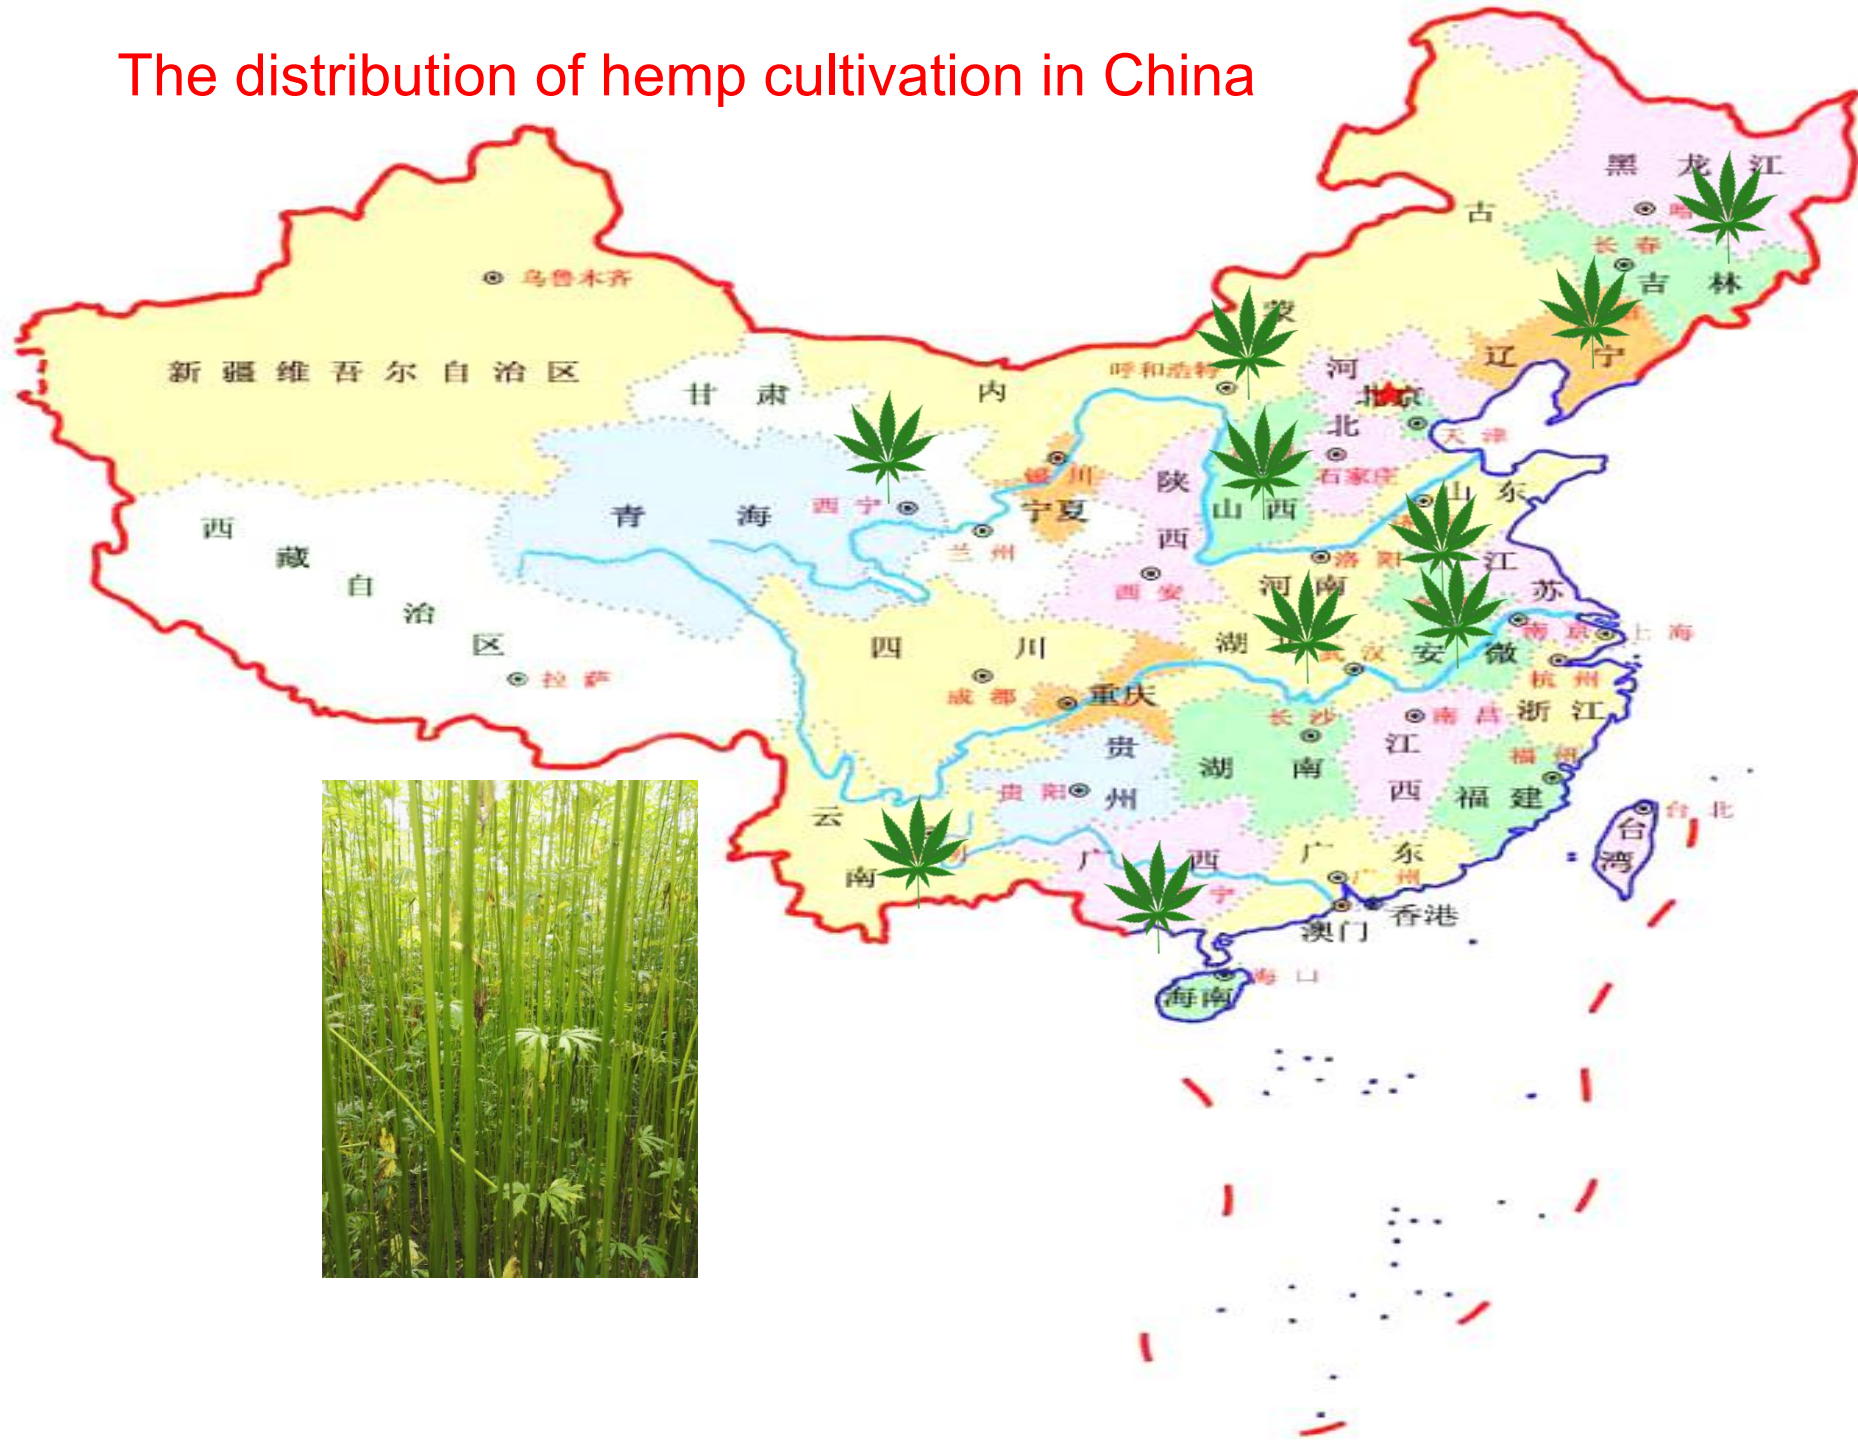 The distribution of hemp cultivation in China
黑龙江
古
长春
吉林
乌鲁木齐
蒙
辽宁
新疆维吾尔自治区
呼和浩特
河北
北京
甘肃
内
天津
银川
陕西
石家庄
山东
西宁
宁夏
山西
青海
西藏自治区
兰州
洛阳
江苏
西安
河南
四川
湖
武汉
安微
南京
上海
拉萨
杭州
成都
重庆
长沙
南昌
浙江
贵州
江西
福州
湖南
贵阳
福建
台北
云南
台湾
广西
广东
广州
宁
香港
澳门
海口
海南